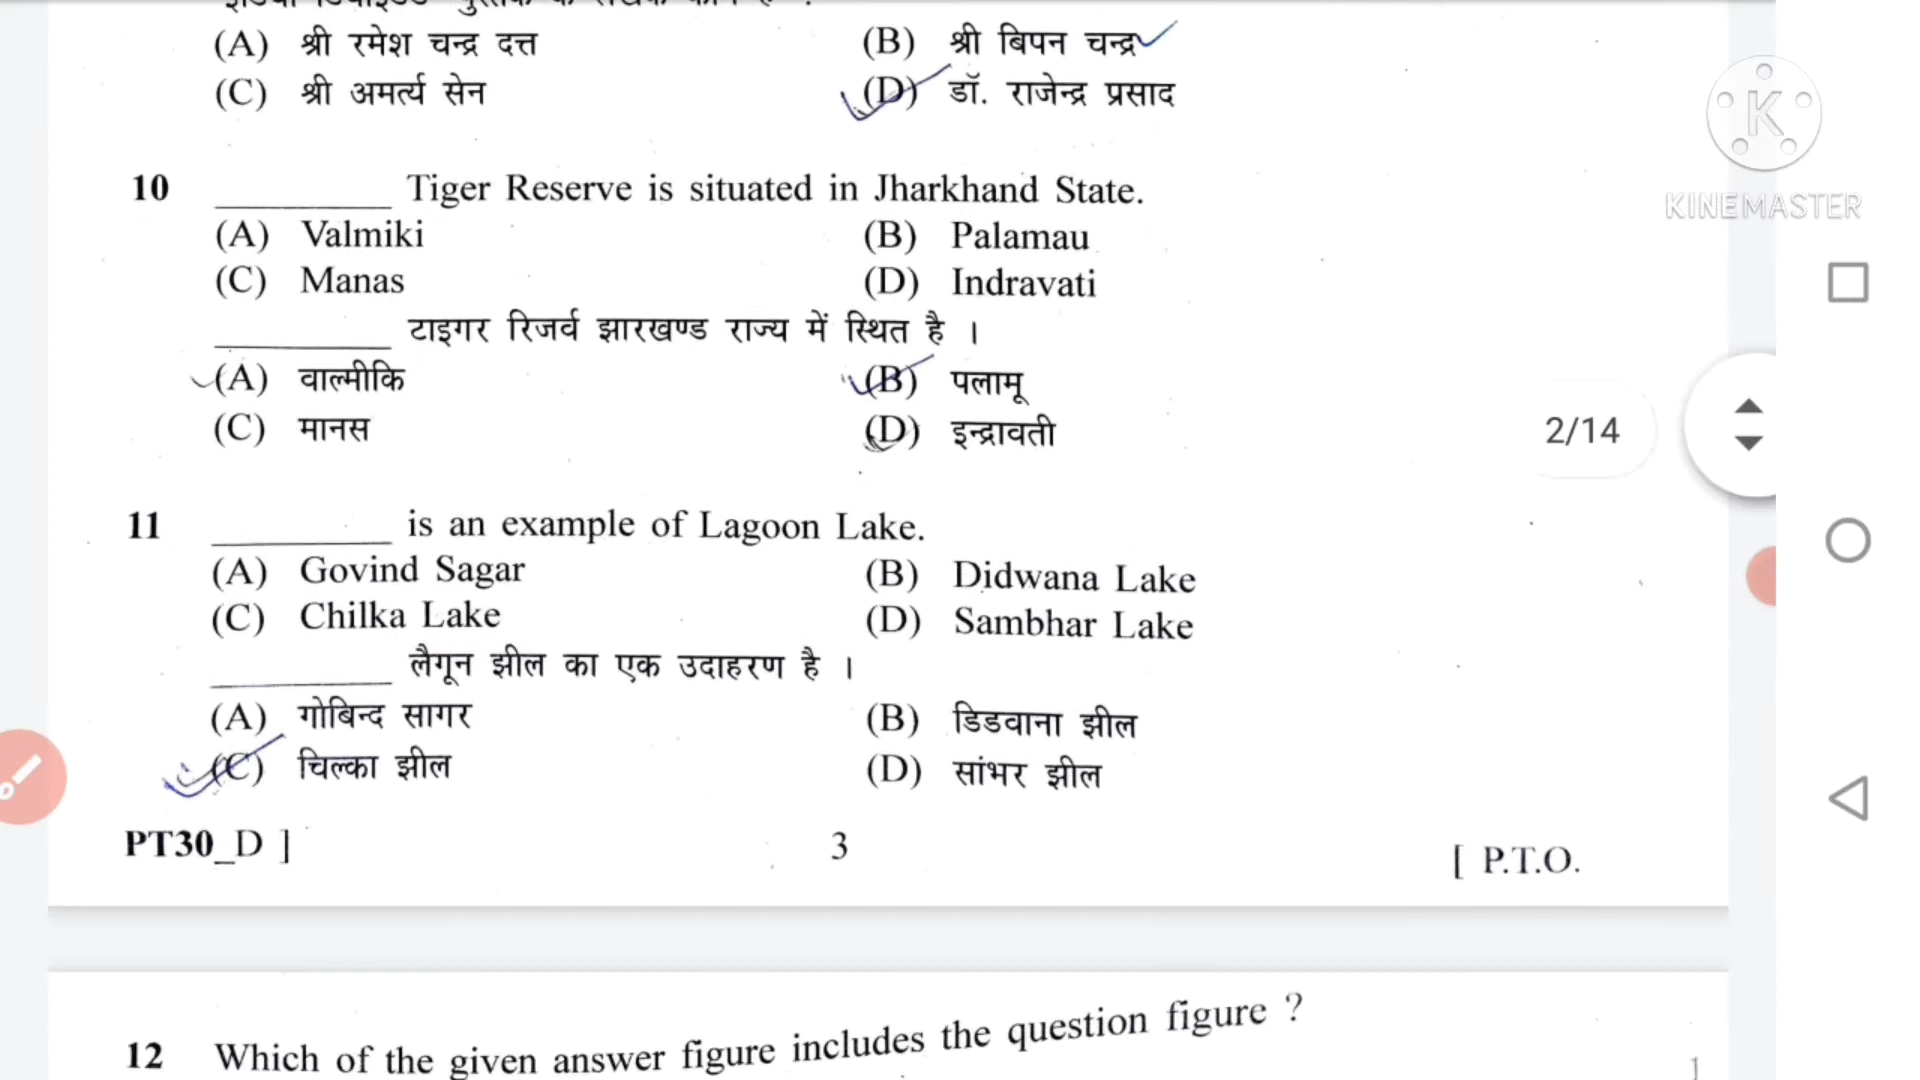 (A) श्री रमेश चन्द्र दत्त (B) श्री बिपन चन्द्र
(C) श्री अमर्त्य सेन (D) डॉ. राजेन्द्र प्रसाद
10 ________ Tiger Reserve is situated in Jharkhand State.
(A) Valmiki (B) Palamau
(C) Manas (D) Indravati
________ टाइगर रिजर्व झारखण्ड राज्य में स्थित है ।
(A) वाल्मीकि (B) पलामू
(C) मानस (D) इन्द्रावती
11 ________ is an example of Lagoon Lake.
(A) Govind Sagar (B) Didwana Lake
(C) Chilka Lake (D) Sambhar Lake
________ लैगून झील का एक उदाहरण है ।
(A) गोबिन्द सागर (B) डिडवाना झील
(C) चिल्का झील (D) सांभर झील
PT30_D ] 3 [ P.T.O.
12 Which of the given answer figure includes the question figure ?
1
K
KINEMASTER
2/14